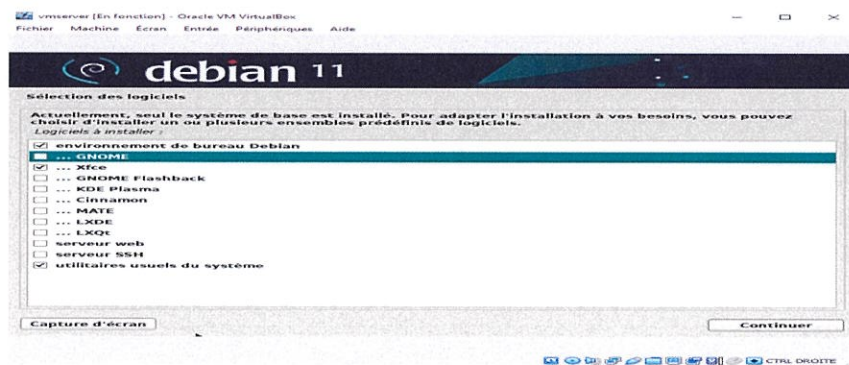 vmserver [En fonction] - Oracle VM VirtualBox
Fichier Machine Écran Entrée Périphériques Aide
debian 11
Sélection des logiciels
Actuellement, seul le système de base est installé. Pour adapter l'installation à vos besoins, vous pouvez
choisir d'installer un ou plusieurs ensembles prédéfinis de logiciels.
Logiciels à installer :
environnement de bureau Debian
... GNOME
... Xfce
... GNOME Flashback
... KDE Plasma
... Cinnamon
... MATE
... LXDE
... LXQt
serveur web
serveur SSH
utilitaires usuels du système
Capture d'écran Continuer
CTRL DROITE